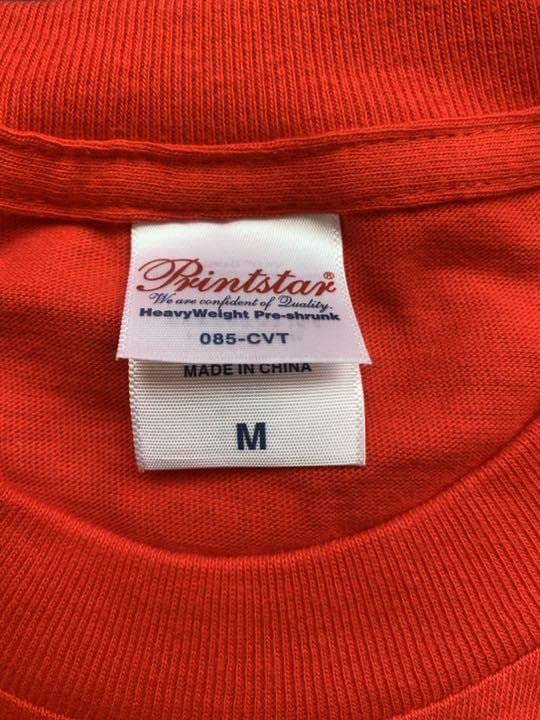 Printstar®
We are confident of Quality.
HeavyWeight Pre-shrunk
085-CVT
MADE IN CHINA
M